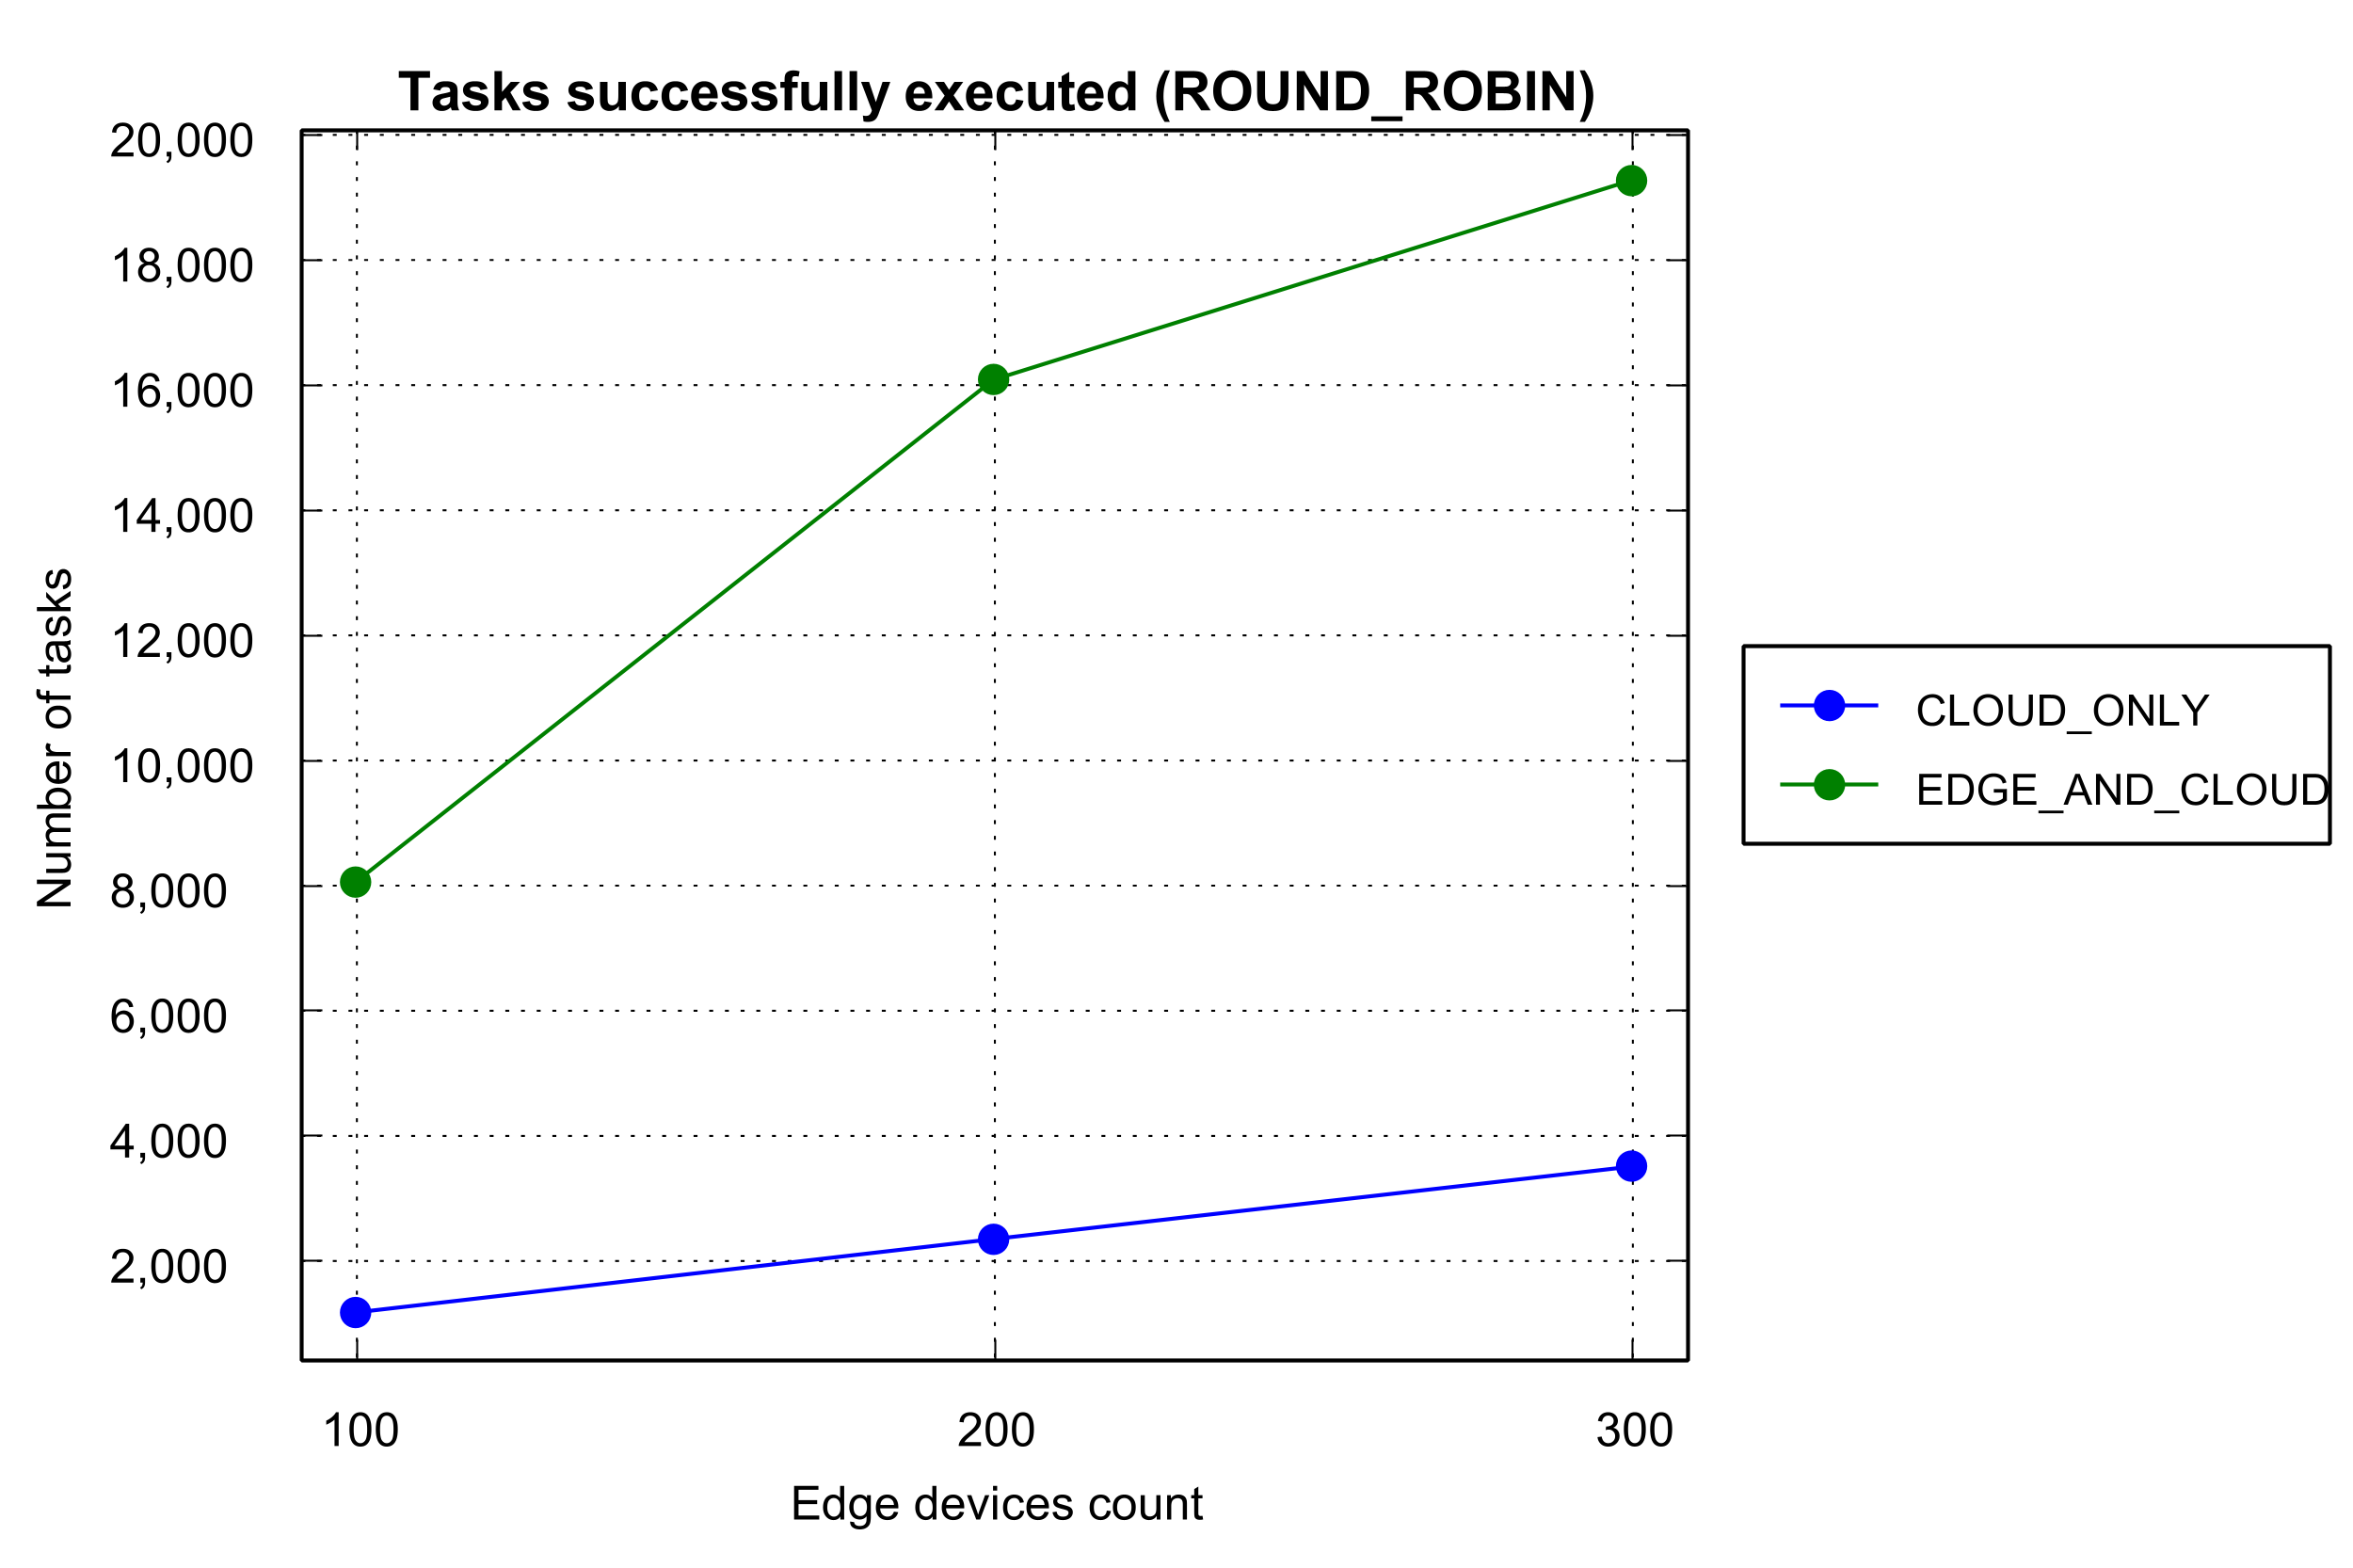 Tasks successfully executed (ROUND_ROBIN)
20,000
18,000
16,000
14,000
12,000
10,000
8,000
6,000
4,000
2,000
Number of tasks
100
200
300
Edge devices count
CLOUD_ONLY
EDGE_AND_CLOUD